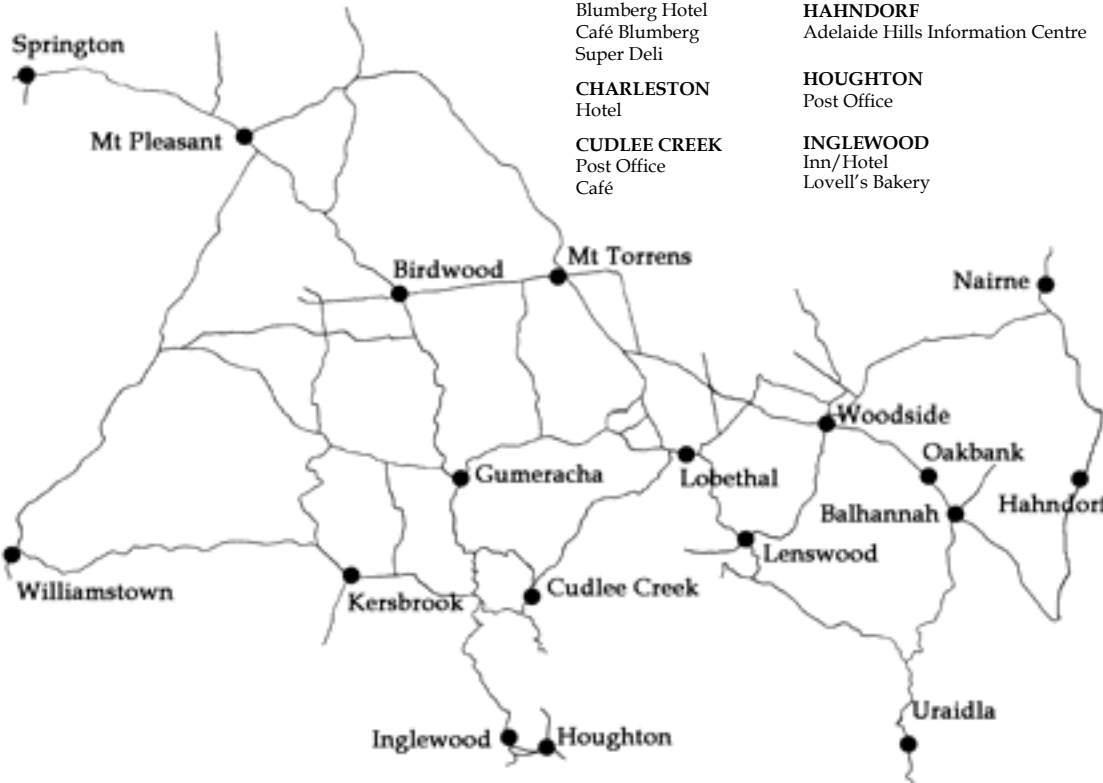 Blumberg Hotel
Café Blumberg
Super Deli
CHARLESTON
Hotel
CUDLEE CREEK
Post Office
Café
HAHNDORF
Adelaide Hills Information Centre
HOUGHTON
Post Office
INGLEWOOD
Inn/Hotel
Lovell's Bakery
Springton
Mt Pleasant
Birdwood
Mt Torrens
Nairne
Woodside
Oakbank
Gumeracha
Lobethal
Hahndorf
Balhannah
Lenswood
Williamstown
Kersbrook
Cudlee Creek
Uraidla
Inglewood
Houghton